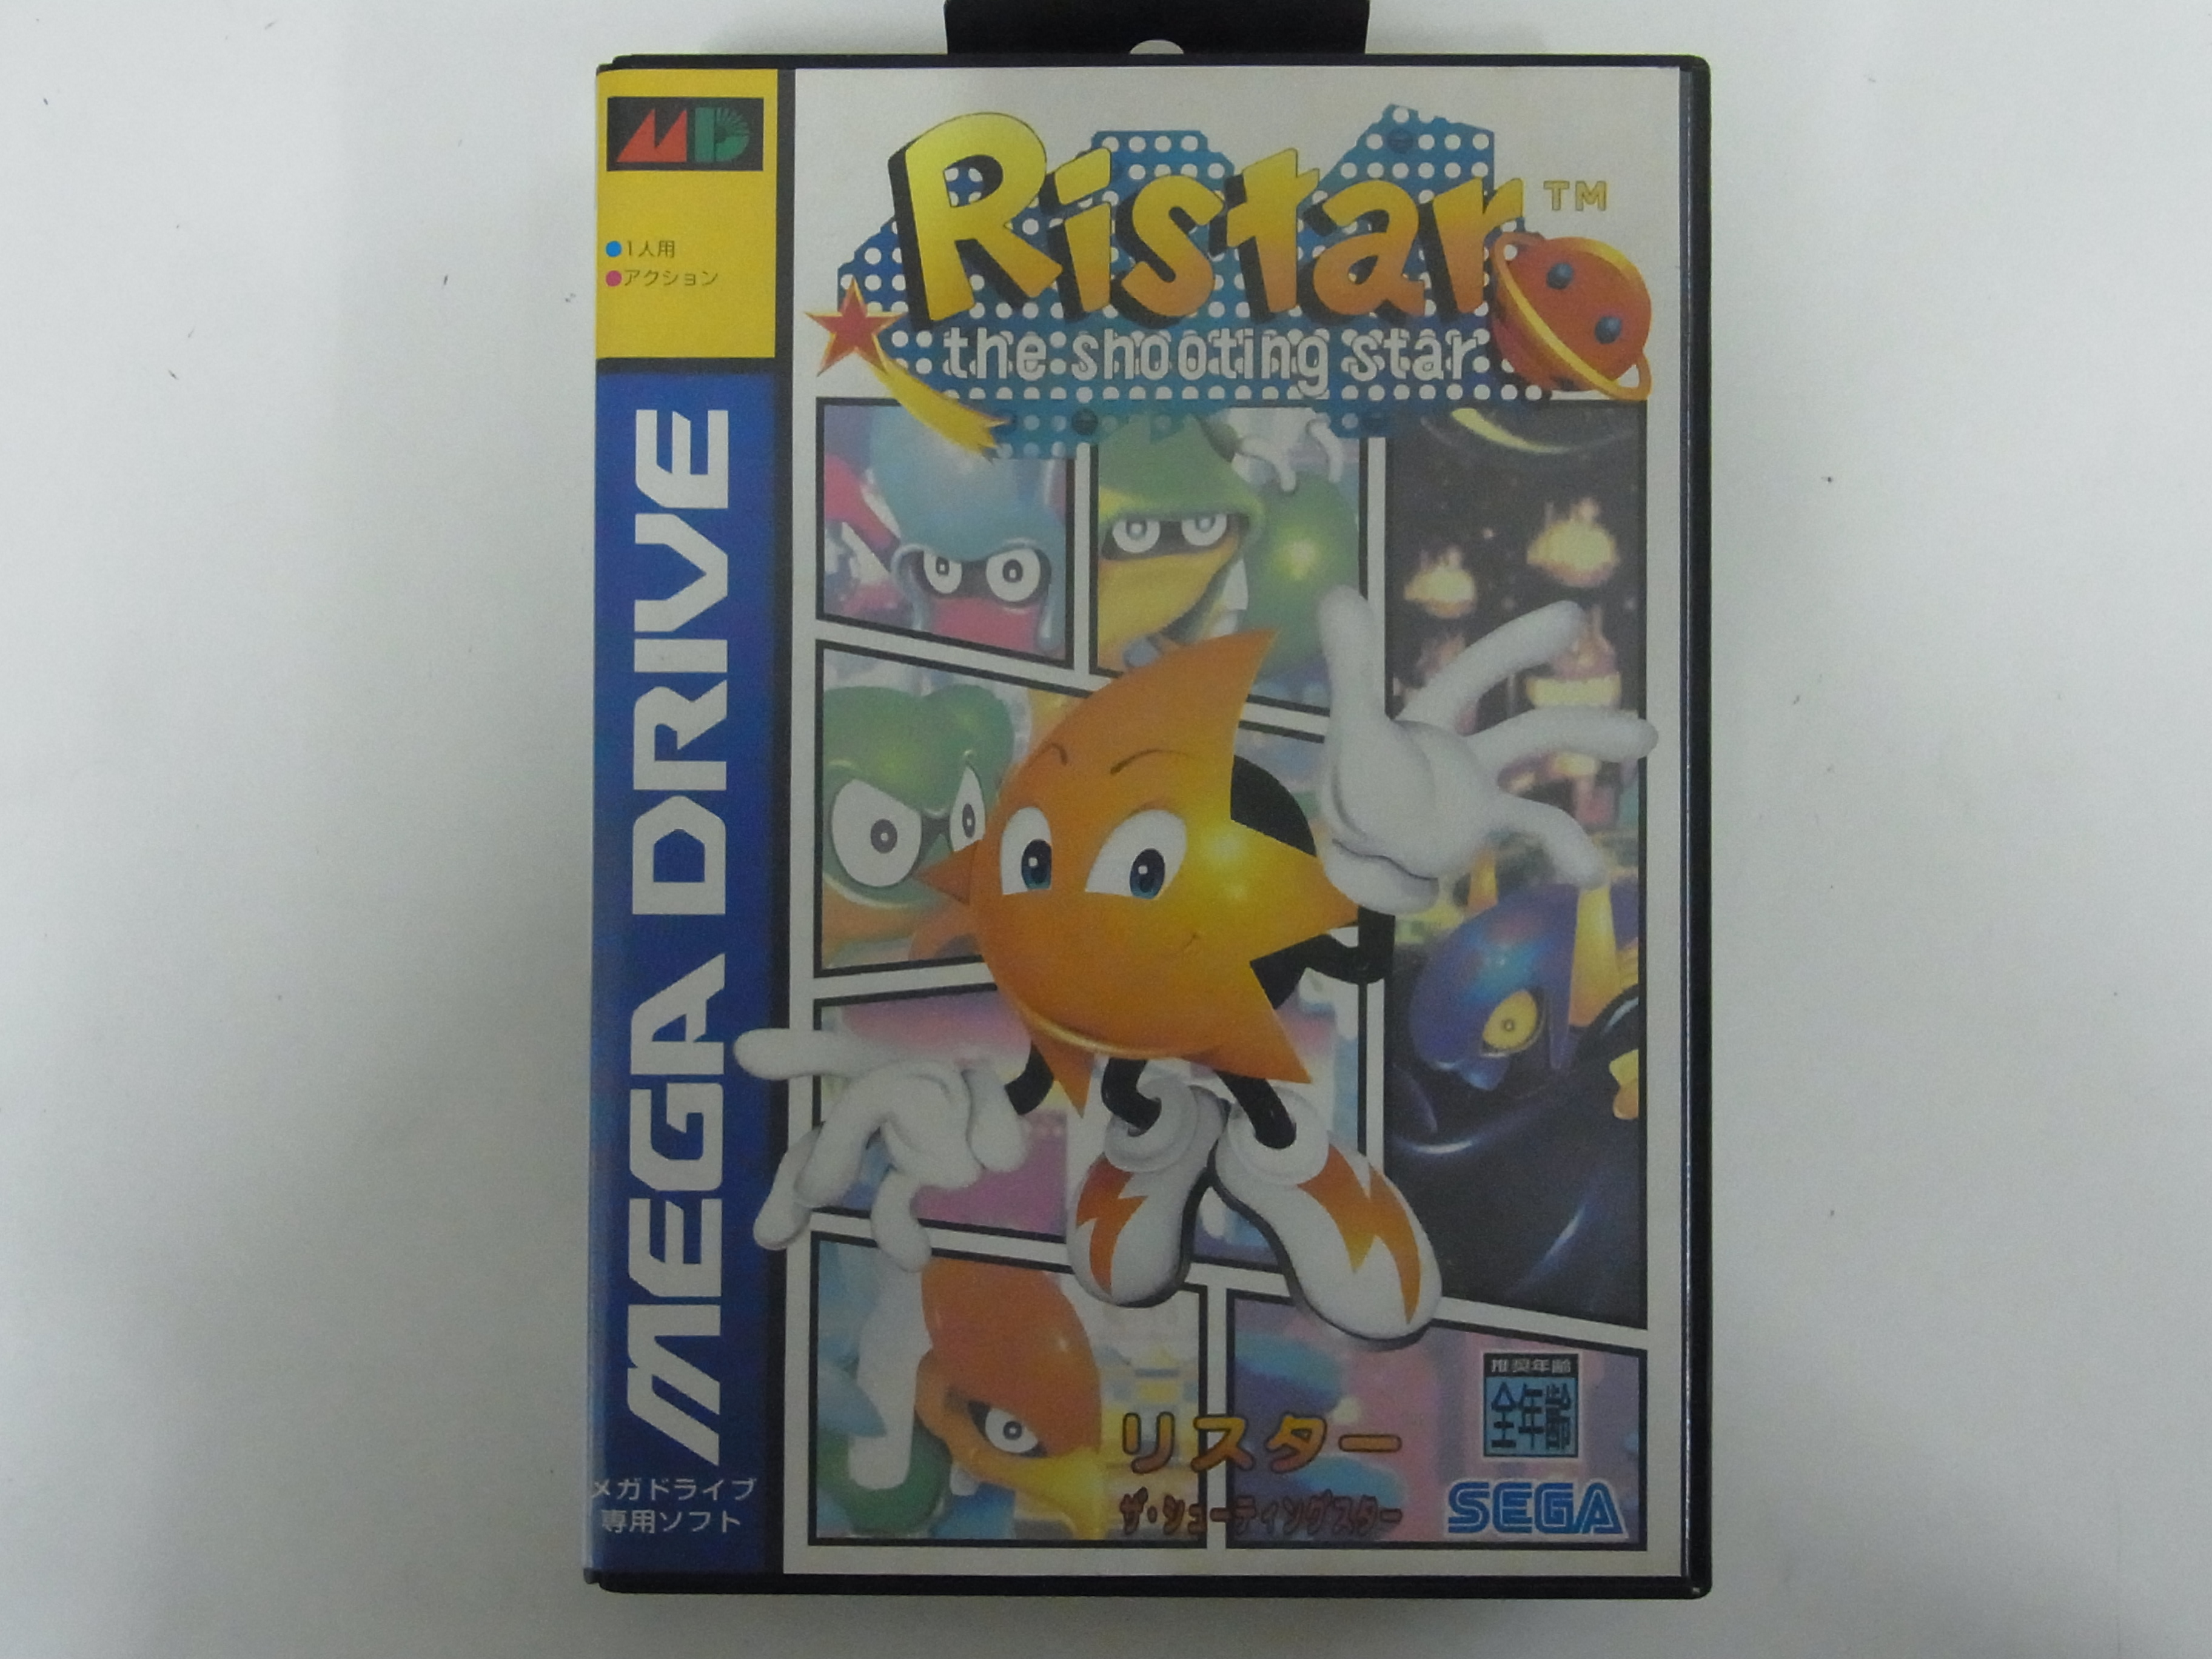 MD
●1人用
●アクション
MEGA DRIVE
メガドライブ
専用ソフト
Ristar™
the shooting star
推奨年齢
全年齢
リスター
ザ・シューティングスター
SEGA